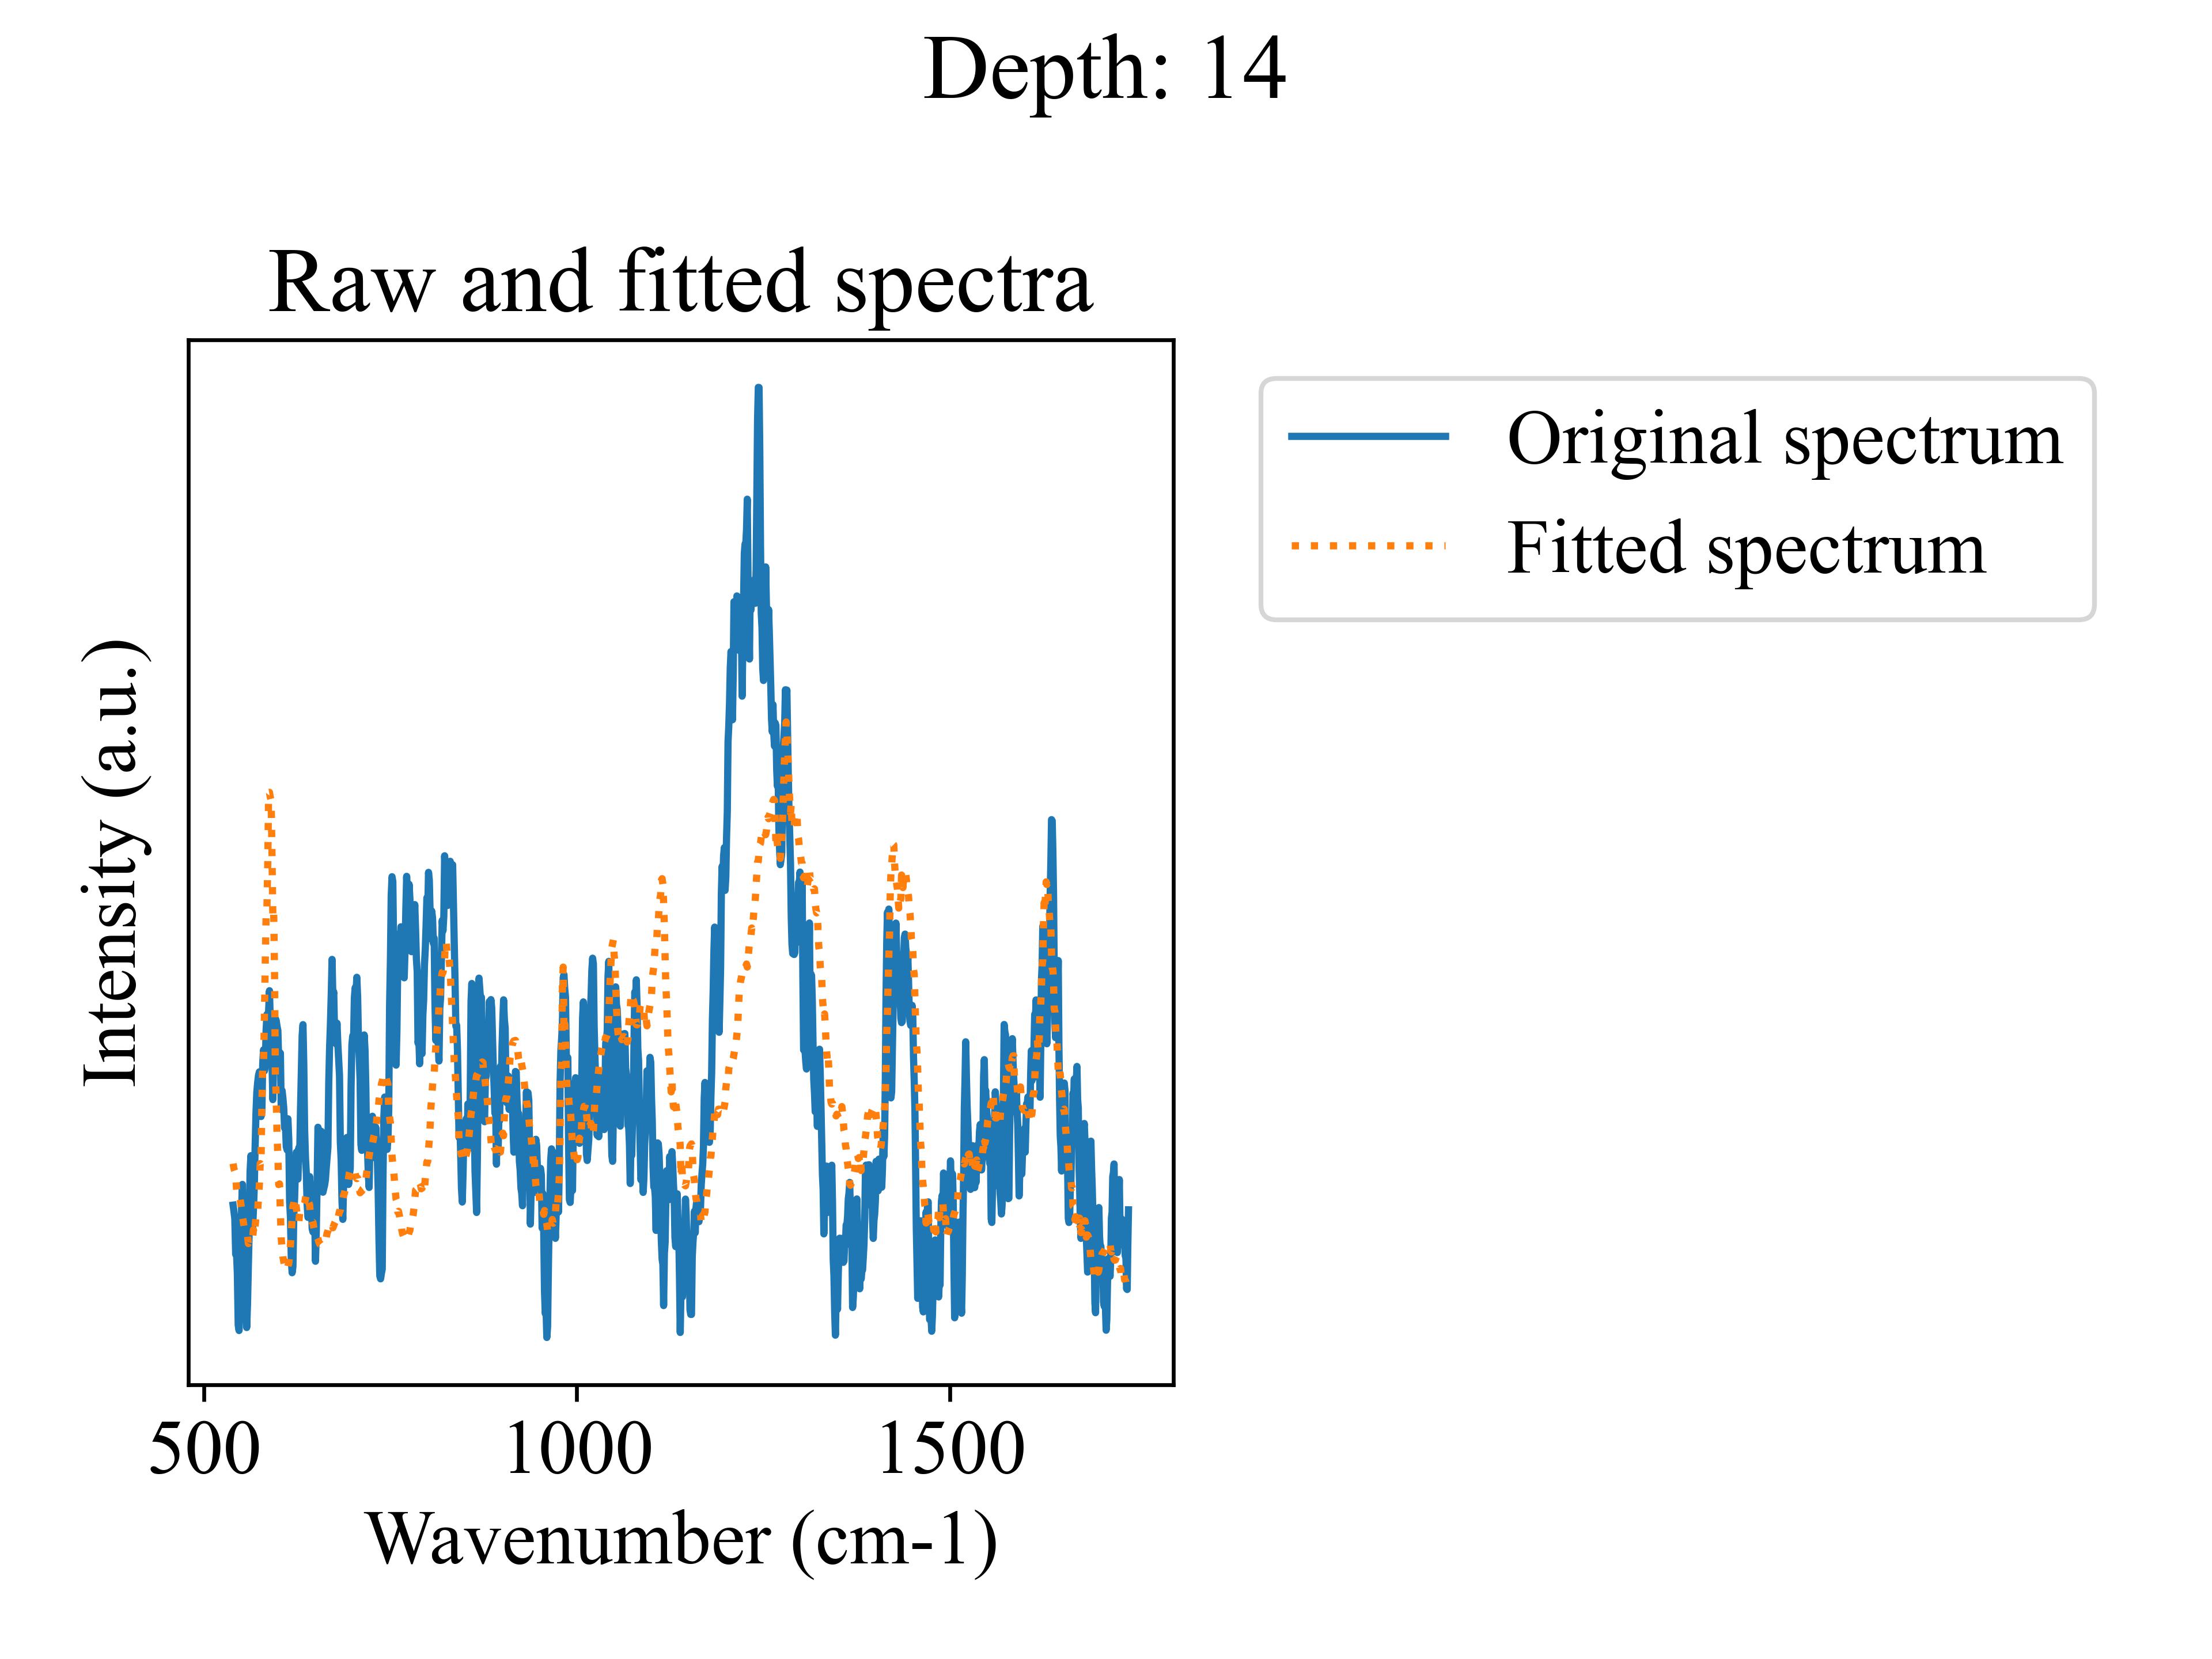 Depth: 14
Raw and fitted spectra
Original spectrum
Fitted spectrum
Intensity (a.u.)
500 1000 1500
Wavenumber (cm-1)